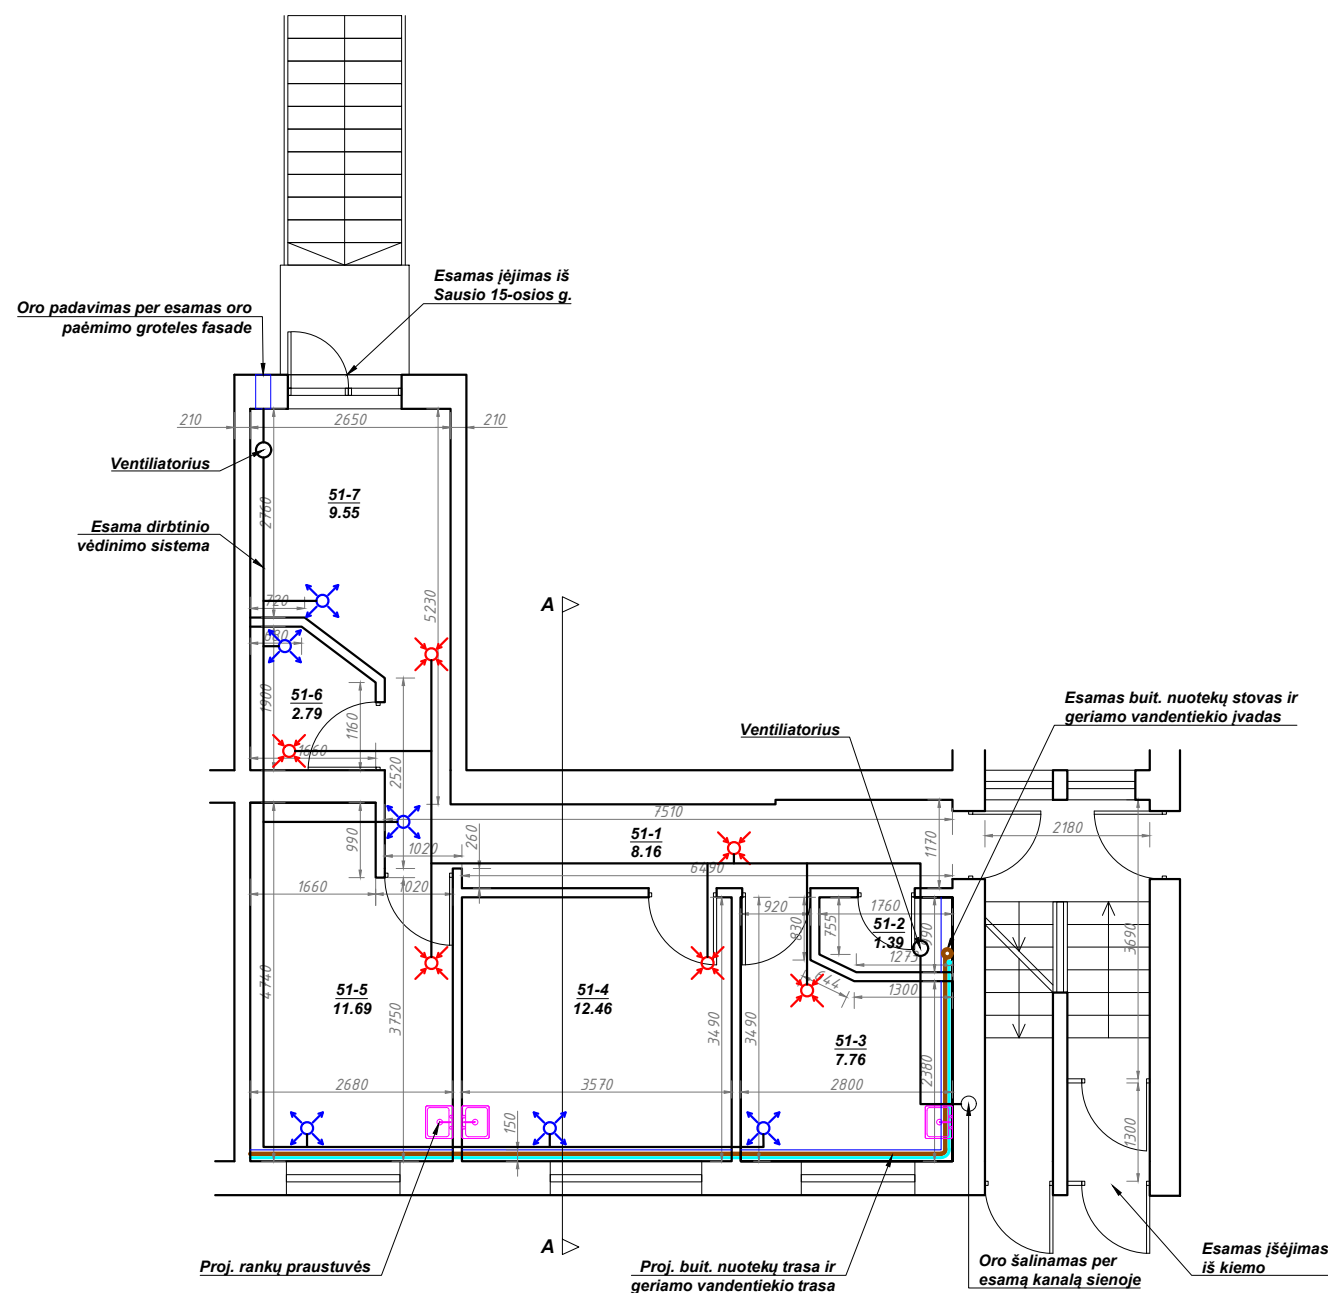 Esamas įėjimas iš
Sausio 15-osios g.
Oro padavimas per esamas oro
paėmimo groteles fasade
210
2650
210
Ventiliatorius
51-7
9.55
2760
Esama dirbtinio
vėdinimo sistema
5230
720
680
A
51-6
2.79
1900
1160
1660
2520
Esamas buit. nuotekų stovas ir
geriamo vandentiekio įvadas
Ventiliatorius
7510
51-1
8.16
990
1020
260
6490
1170
2180
1660
1020
920
830
1760
755
51-2
1.39
990
1275
644
1300
3690
4740
51-5
11.69
3750
51-4
12.46
3490
3490
51-3
7.76
2380
2680
3570
2800
150
1300
A
Proj. rankų praustuvės
Proj. buit. nuotekų trasa ir
geriamo vandentiekio trasa
Oro šalinamas per
esamą kanalą sienoje
Esamas įšėjimas
iš kiemo